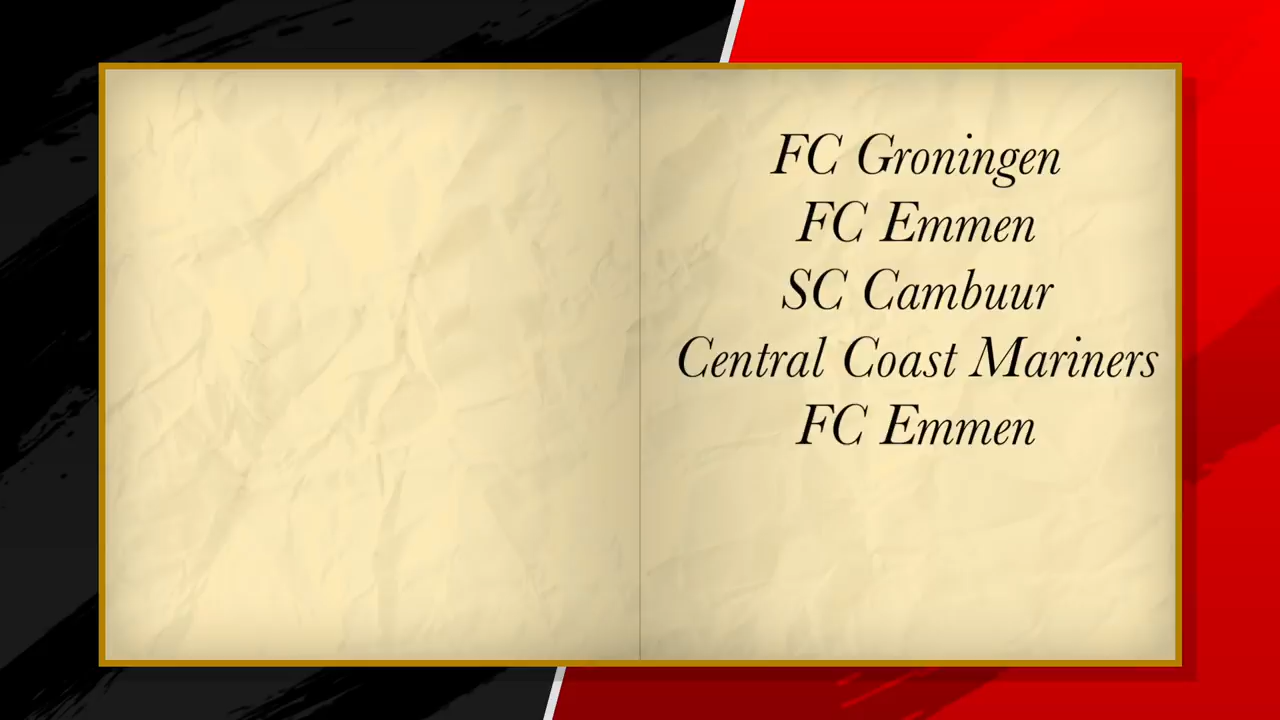 FC Groningen
FC Emmen
SC Cambuur
Central Coast Mariners
FC Emmen